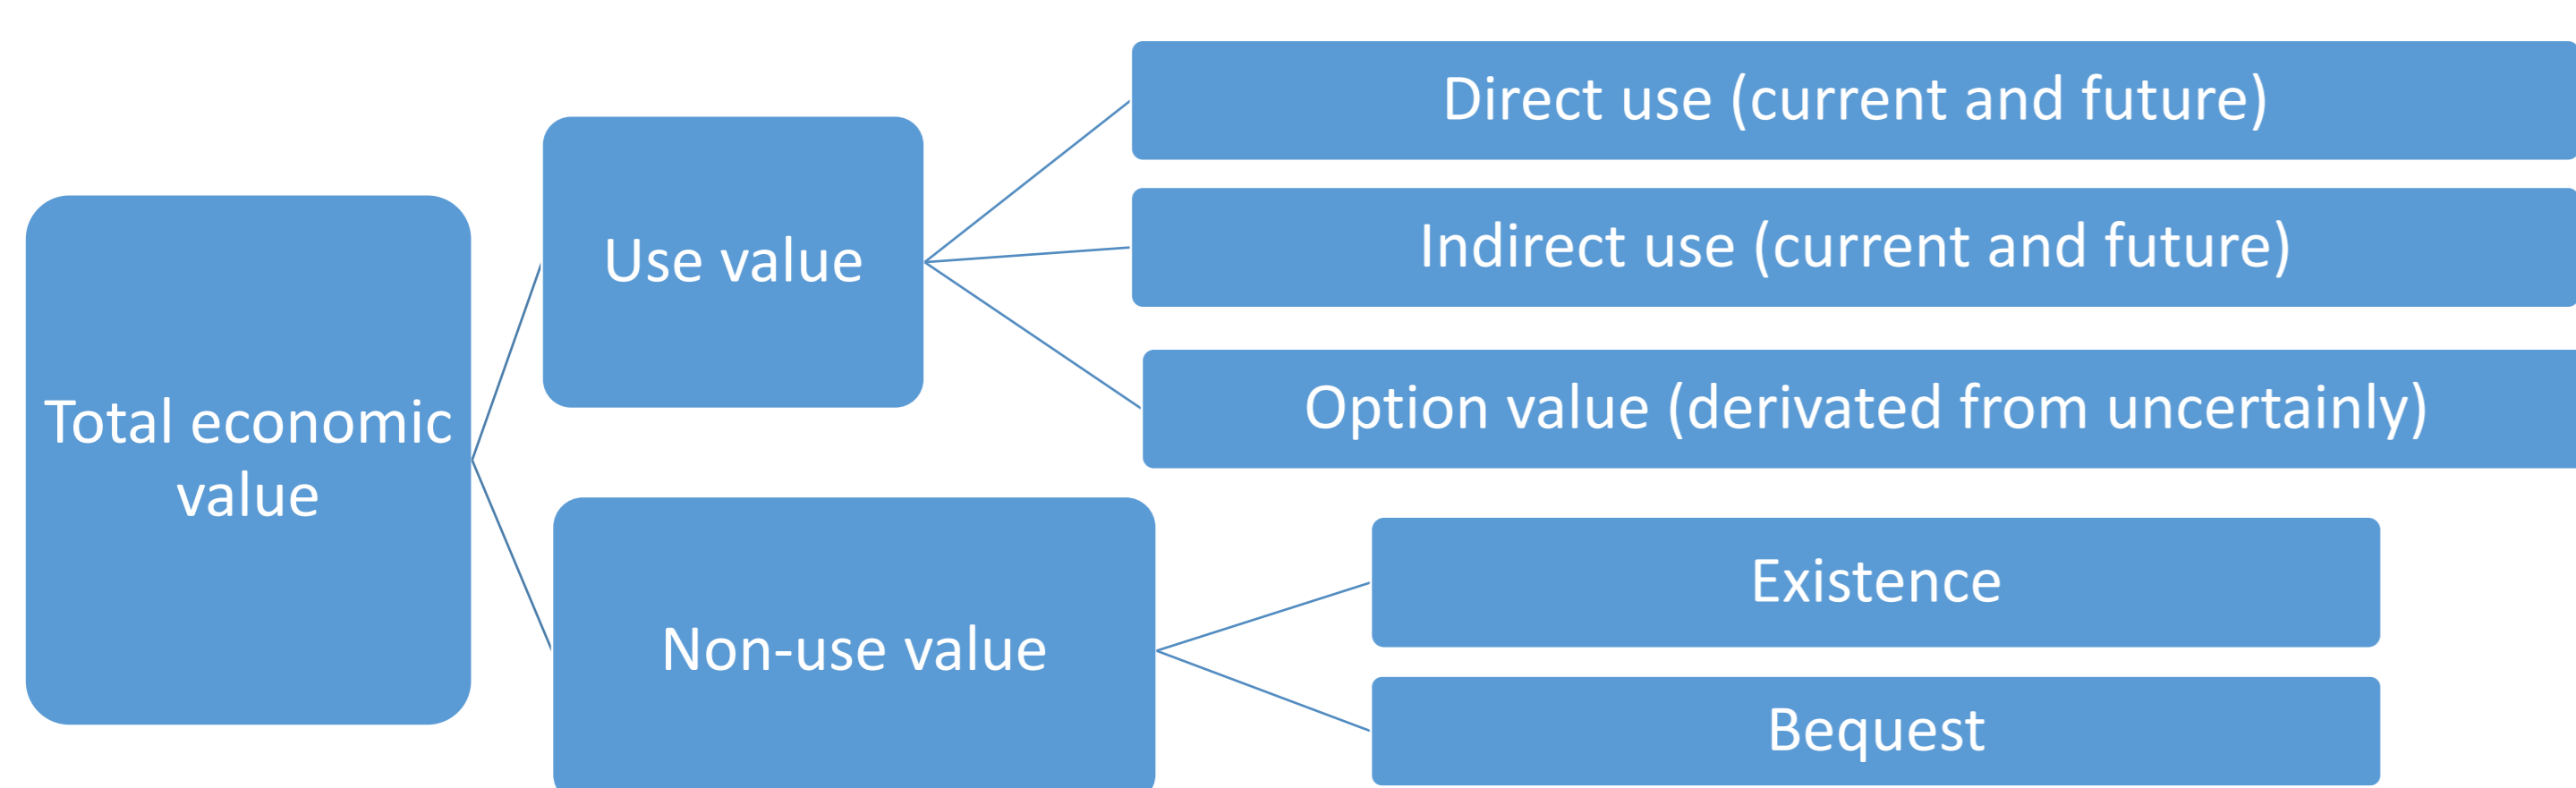 Total economic
value
Use value
Direct use (current and future)
Indirect use (current and future)
Option value (derivated from uncertainly)
Non-use value
Existence
Bequest